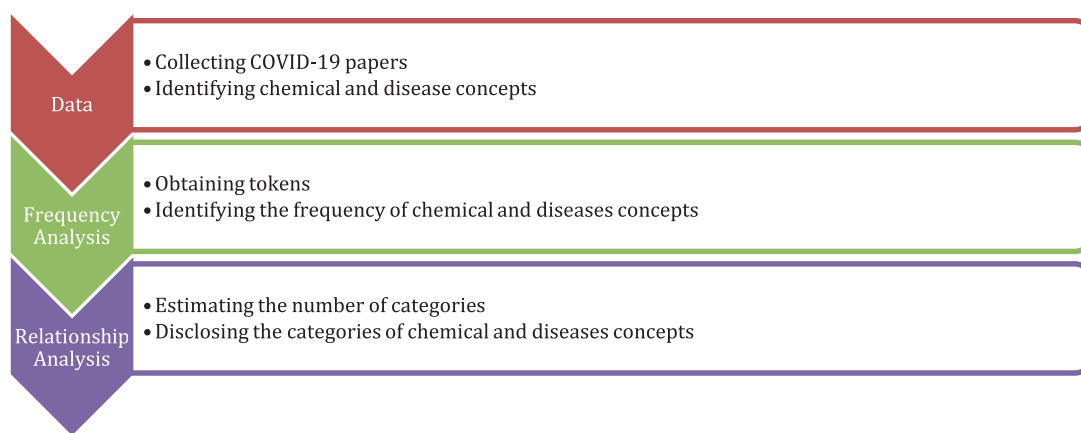 Data
• Collecting COVID-19 papers
• Identifying chemical and disease concepts
Frequency
Analysis
• Obtaining tokens
• Identifying the frequency of chemical and diseases concepts
Relationship
Analysis
• Estimating the number of categories
• Disclosing the categories of chemical and diseases concepts